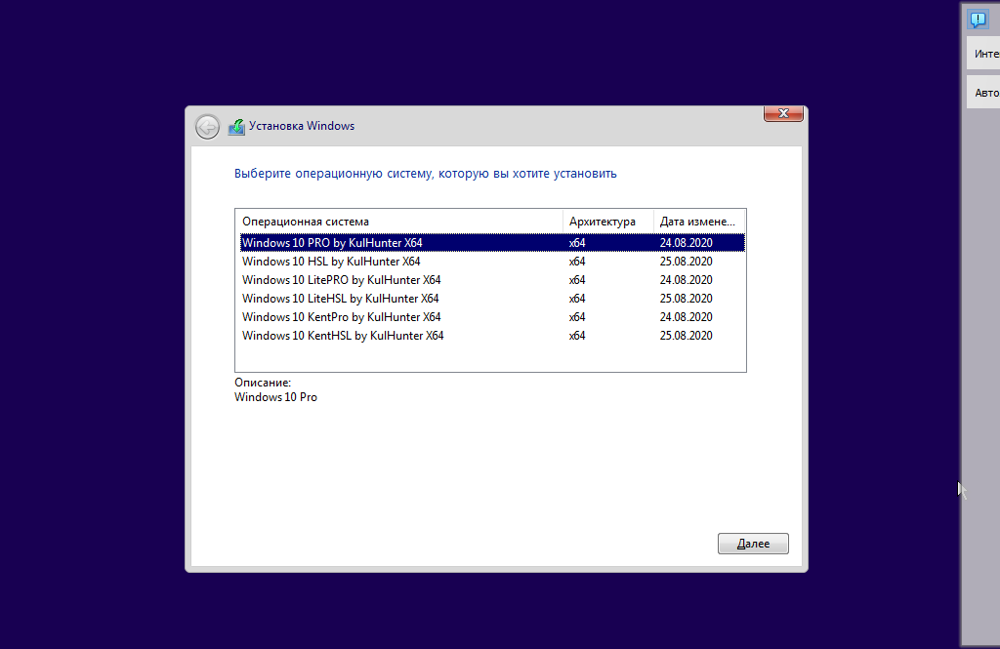 Инте
Авто
Установка Windows
Выберите операционную систему, которую вы хотите установить
Операционная система Архитектура Дата измене...
Windows 10 PRO by KulHunter X64 x64 24.08.2020
Windows 10 HSL by KulHunter X64 x64 25.08.2020
Windows 10 LitePRO by KulHunter X64 x64 24.08.2020
Windows 10 LiteHSL by KulHunter X64 x64 25.08.2020
Windows 10 KentPro by KulHunter X64 x64 24.08.2020
Windows 10 KentHSL by KulHunter X64 x64 25.08.2020
Описание:
Windows 10 Pro
Далее